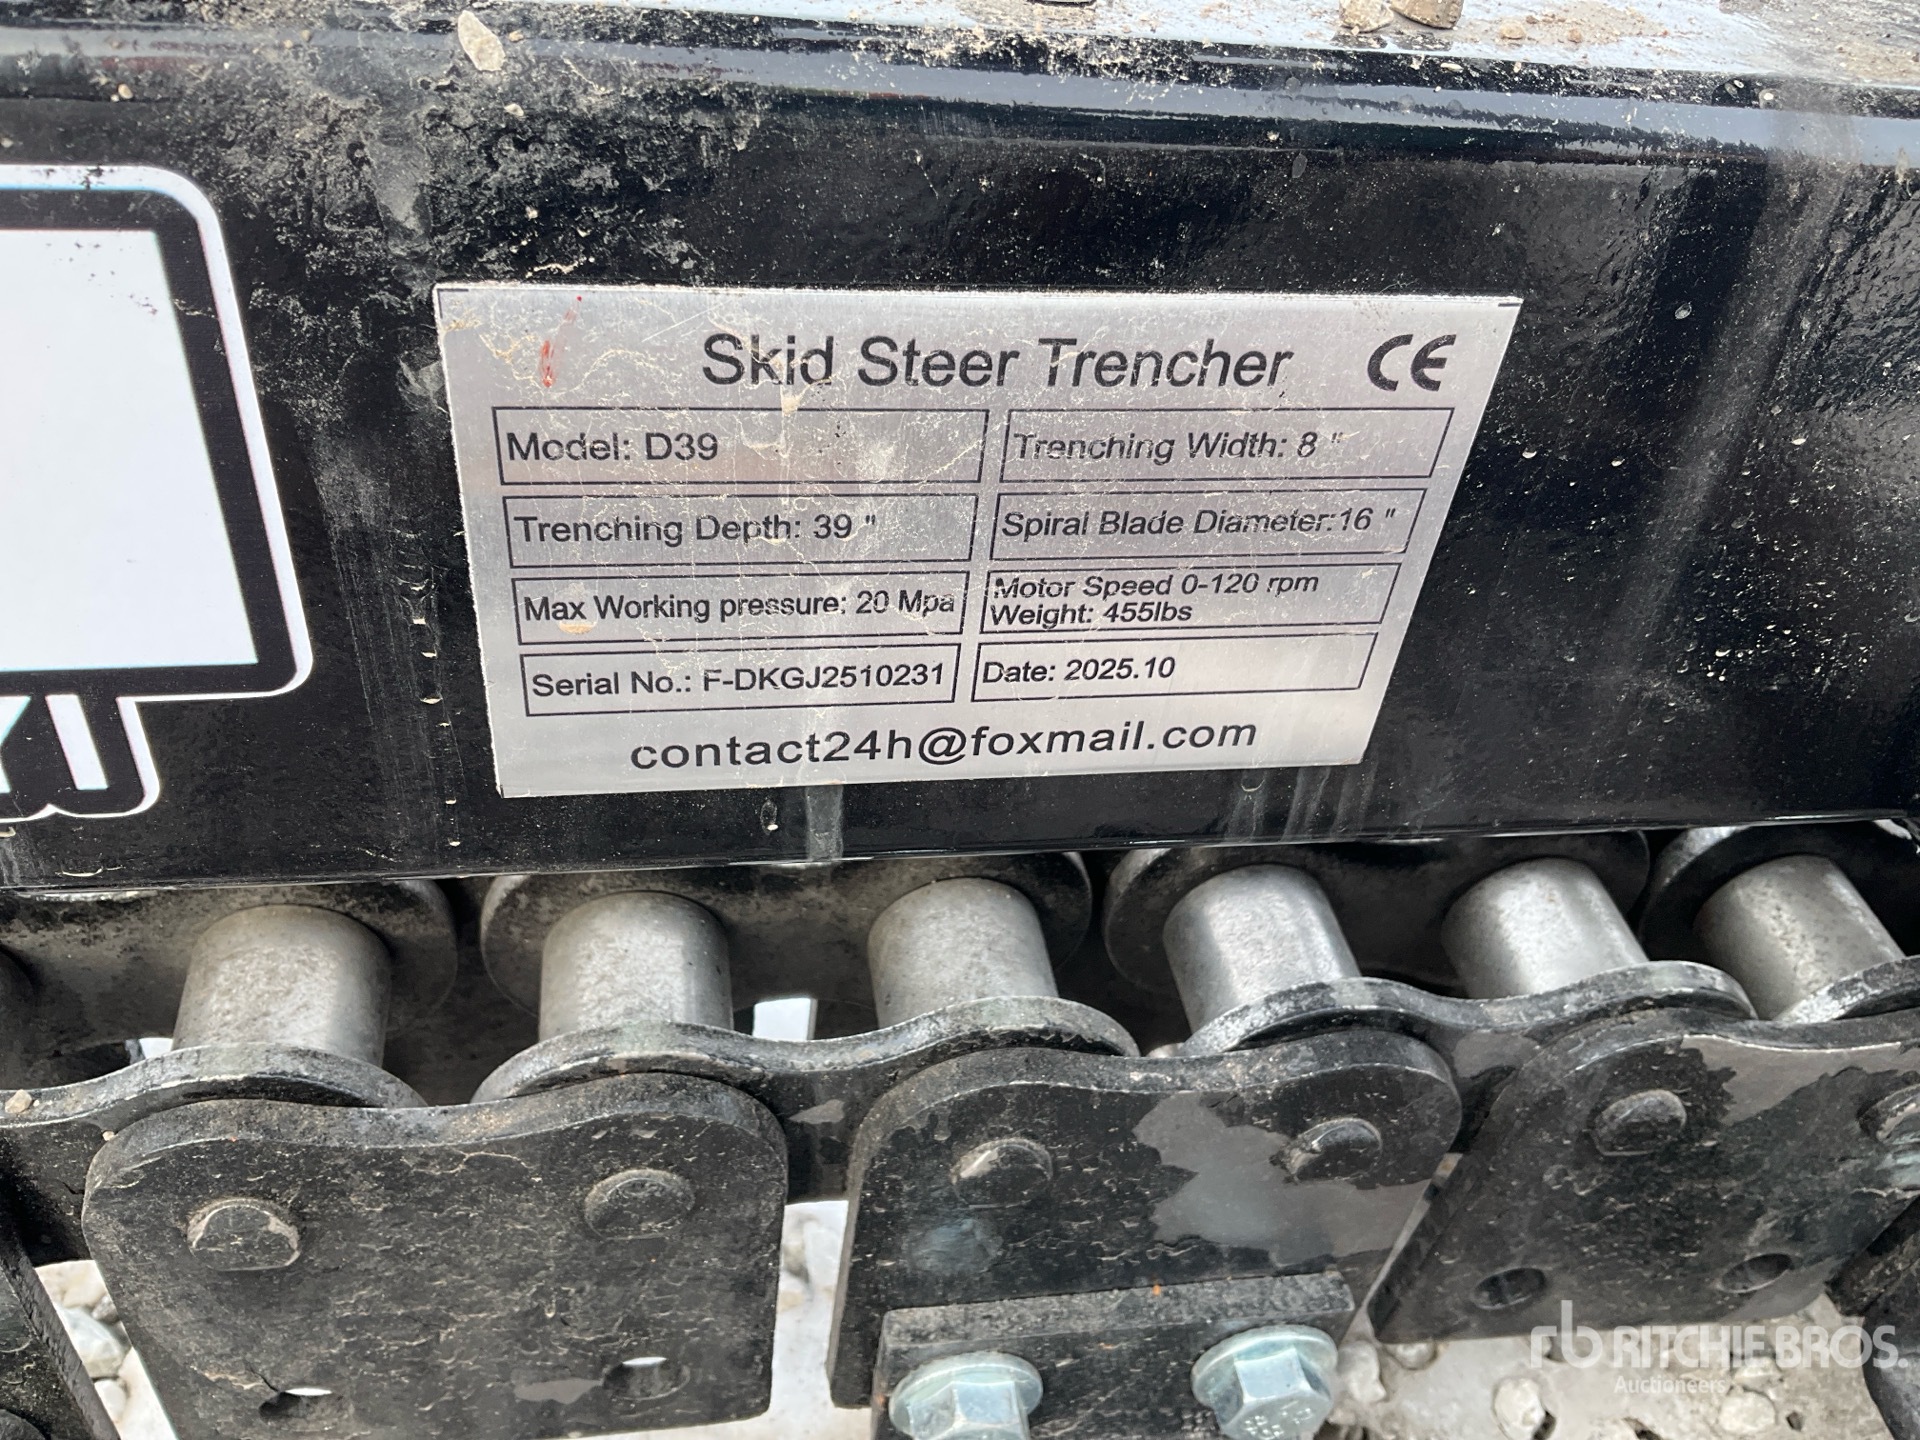 Skid Steer Trencher CE
Model: D39
Trenching Width: 8 "
Trenching Depth: 39 "
Spiral Blade Diameter:16 "
Max Working pressure: 20 Mpa
Motor Speed 0-120 rpm
Weight: 455lbs
Serial No.: F-DKGJ2510231
Date: 2025.10
contact24h@foxmail.com
rb RITCHIE BROS.
Auctioneers